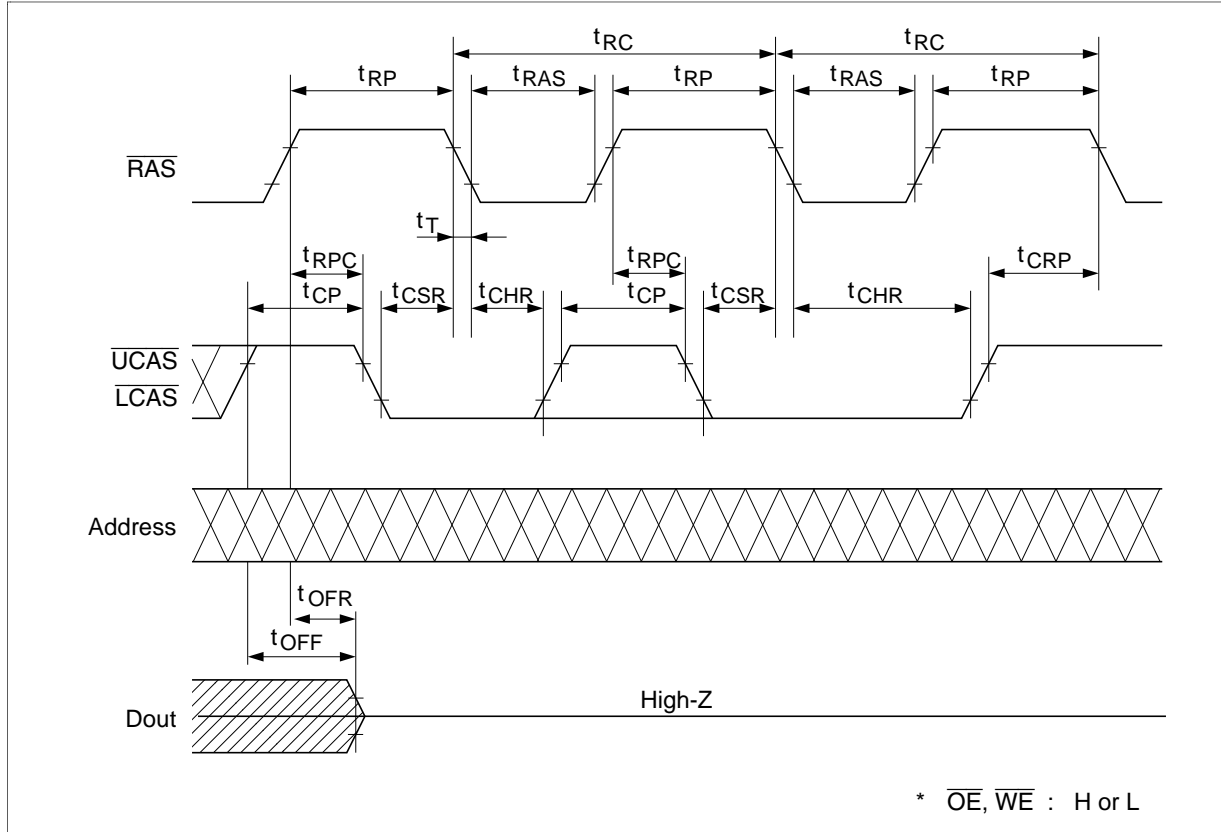 tRC tRC
tRP tRAS tRP tRAS tRP
RAS
tT
tRPC tRPC tCRP
tCP tCSR tCHR tCP tCSR tCHR
UCAS
LCAS
Address
tOFR
tOFF
High-Z
Dout
* OE, WE : H or L